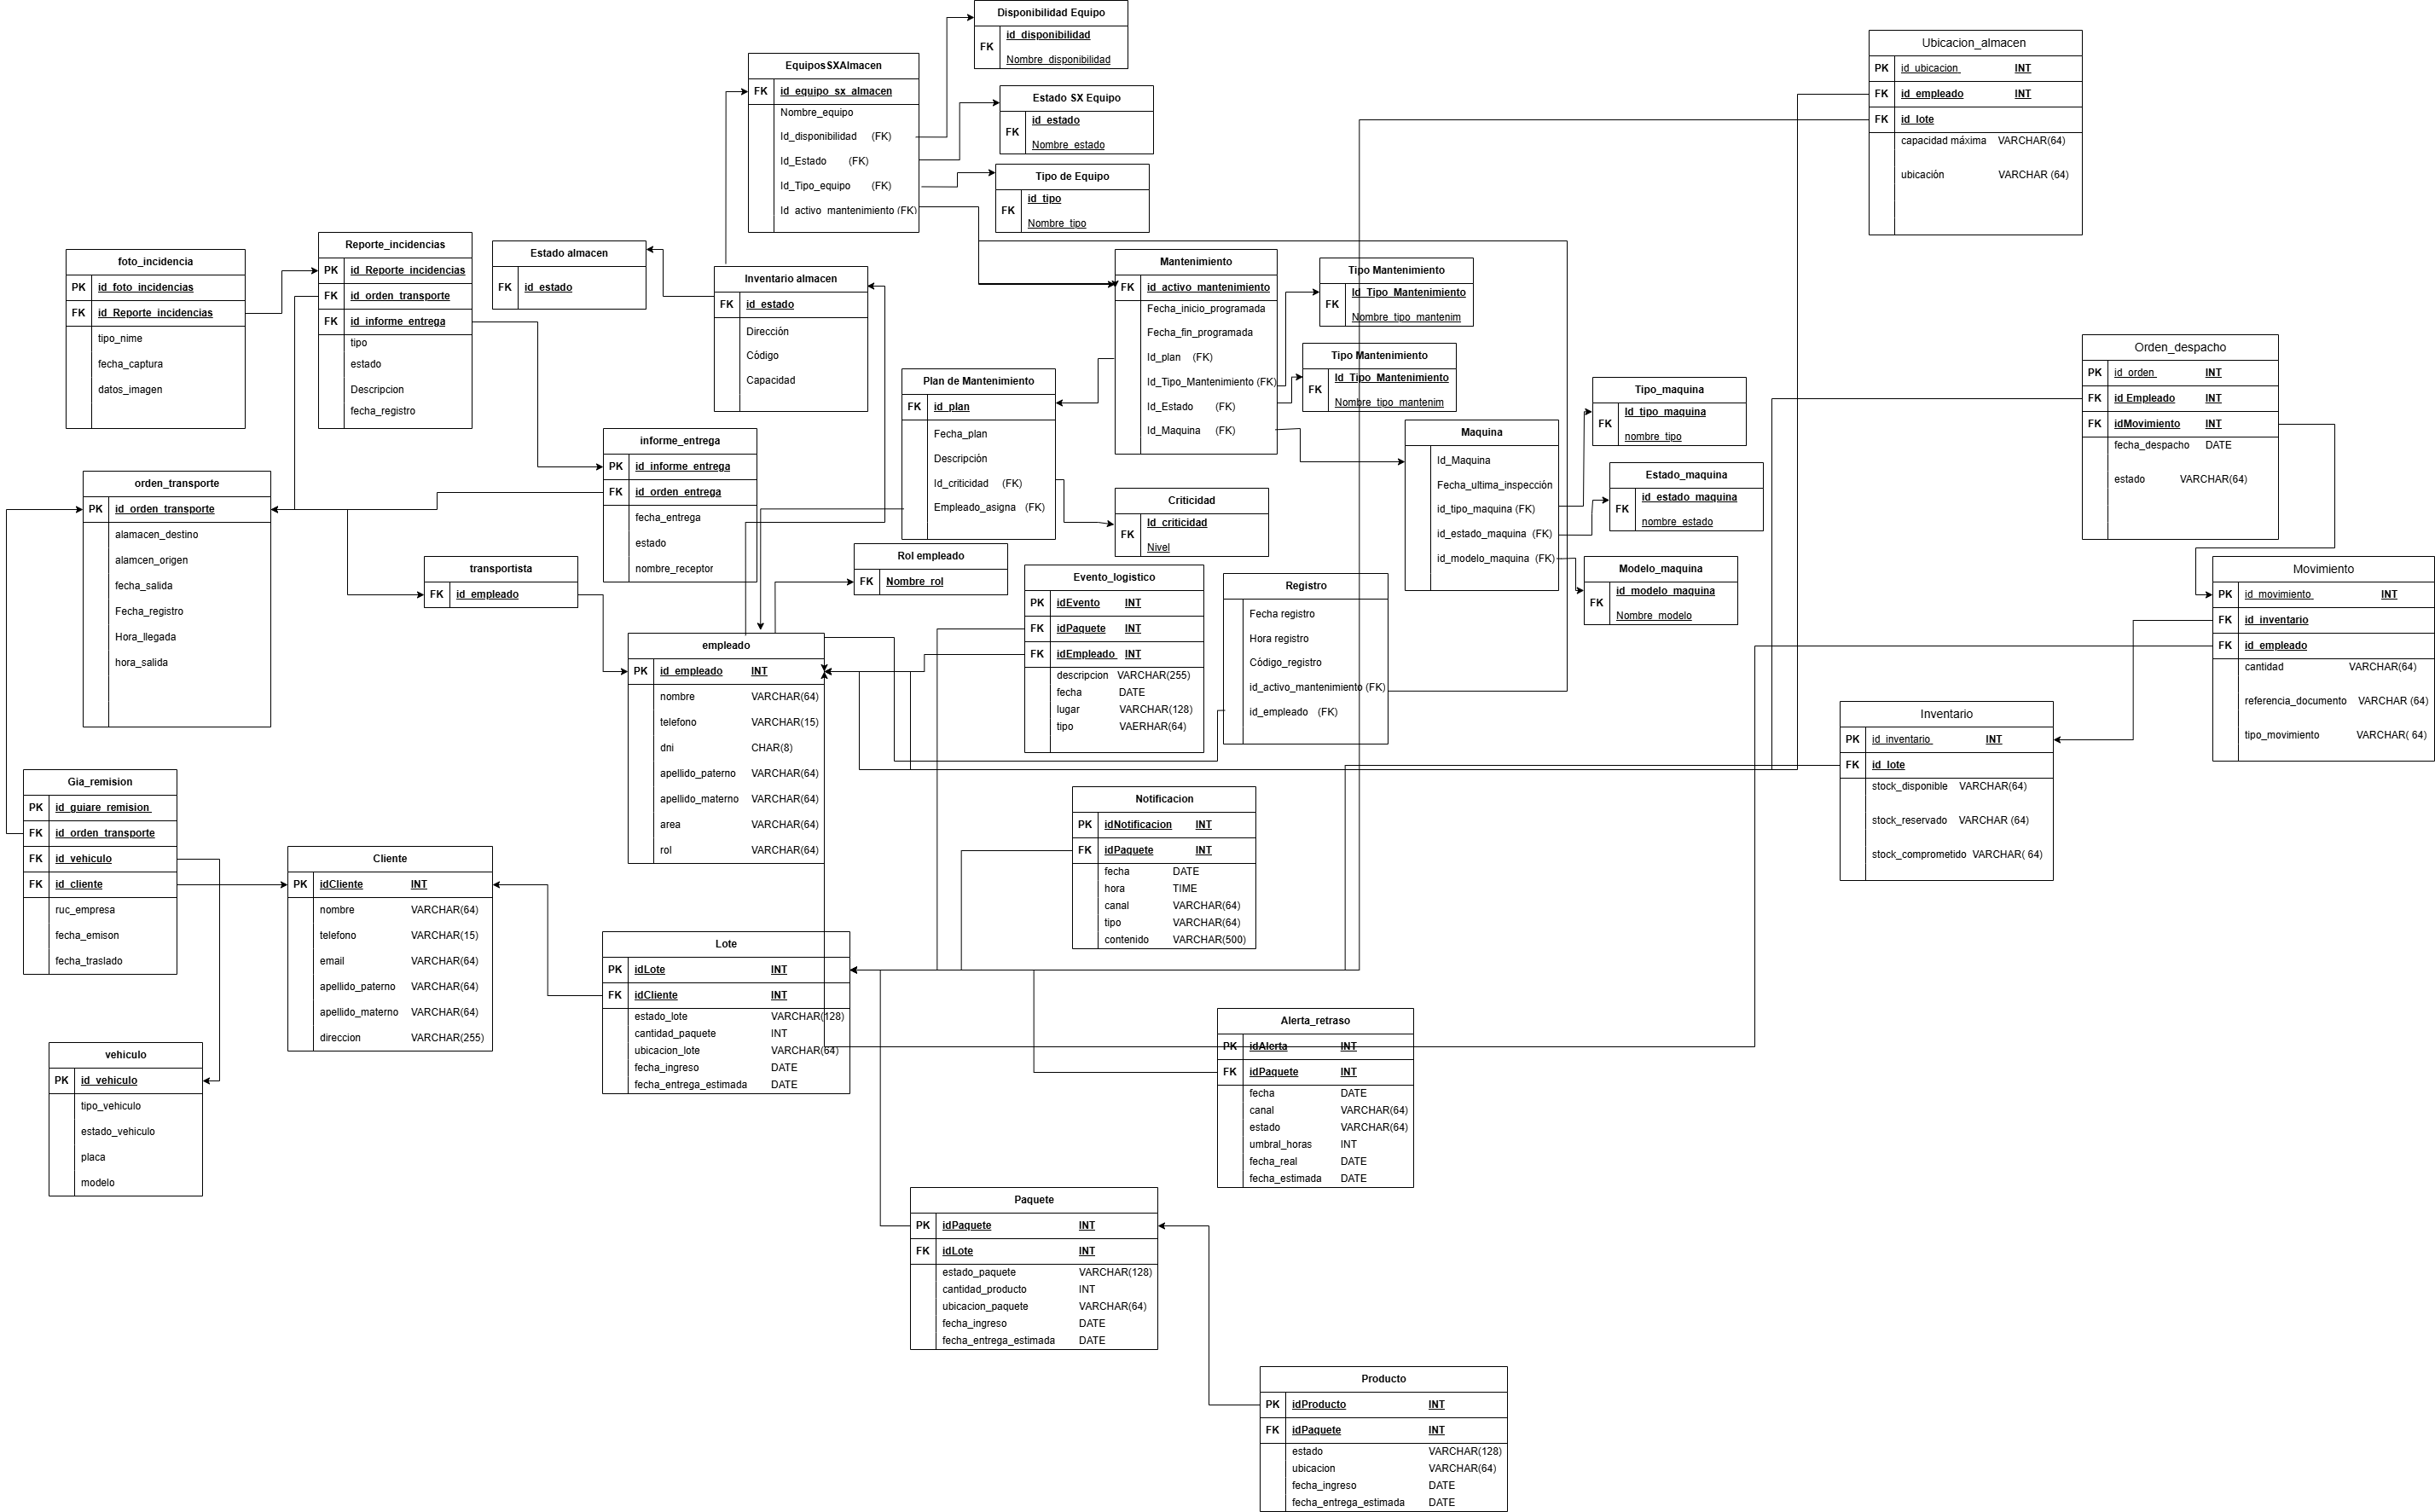 Disponibilidad Equipo
FK id_disponibilidad
Nombre_disponibilidad
EquiposSXAlmacen
FK id_equipo_sx_almacen
Nombre_equipo
Id_disponibilidad (FK)
Id_Estado (FK)
Id_Tipo_equipo (FK)
Id_activo_mantenimiento (FK)
Estado SX Equipo
FK id_estado
Nombre_estado
Tipo de Equipo
FK id_tipo
Nombre_tipo
Ubicacion_almacen
PK id_ubicacion INT
FK id_empleado INT
FK id_lote
capacidad máxima VARCHAR(64)
ubicación VARCHAR (64)
foto_incidencia
PK id_foto_incidencias
FK id_Reporte_incidencias
tipo_nime
fecha_captura
datos_imagen
Reporte_incidencias
PK id_Reporte_incidencias
FK id_orden_transporte
FK id_informe_entrega
tipo
estado
Descripcion
fecha_registro
Estado almacen
FK id_estado
Inventario almacen
FK id_estado
Dirección
Código
Capacidad
Mantenimiento
FK id_activo_mantenimiento
Fecha_inicio_programada
Fecha_fin_programada
Id_plan (FK)
Id_Tipo_Mantenimiento (FK)
Id_Estado (FK)
Id_Maquina (FK)
Tipo Mantenimiento
FK Id_Tipo_Mantenimiento
Nombre_tipo_mantenim
Tipo Mantenimiento
FK Id_Tipo_Mantenimiento
Nombre_tipo_mantenim
Plan de Mantenimiento
FK id_plan
Fecha_plan
Descripción
Id_criticidad (FK)
Empleado_asigna (FK)
Tipo_maquina
FK Id_tipo_maquina
nombre_tipo
Maquina
Id_Maquina
Fecha_ultima_inspección
id_tipo_maquina (FK)
id_estado_maquina (FK)
id_modelo_maquina (FK)
Estado_maquina
FK id_estado_maquina
nombre_estado
Modelo_maquina
FK id_modelo_maquina
Nombre_modelo
Orden_despacho
PK id_orden INT
FK id Empleado INT
FK idMovimiento INT
fecha_despacho DATE
estado VARCHAR(64)
informe_entrega
PK id_informe_entrega
FK id_orden_entrega
fecha_entrega
estado
nombre_receptor
orden_transporte
PK id_orden_transporte
alamacen_destino
alamcen_origen
fecha_salida
Fecha_registro
Hora_llegada
hora_salida
Criticidad
FK Id_criticidad
Nivel
transportista
FK id_empleado
Rol empleado
FK Nombre_rol
Evento_logistico
PK idEvento INT
FK idPaquete INT
FK idEmpleado INT
descripcion VARCHAR(255)
fecha DATE
lugar VARCHAR(128)
tipo VAERHAR(64)
Registro
Fecha registro
Hora registro
Código_registro
id_activo_mantenimiento (FK)
id_empleado (FK)
Movimiento
PK id_movimiento INT
FK id_inventario
FK id_empleado
cantidad VARCHAR(64)
referencia_documento VARCHAR (64)
tipo_movimiento VARCHAR( 64)
empleado
PK id_empleado INT
nombre VARCHAR(64)
telefono VARCHAR(15)
dni CHAR(8)
apellido_paterno VARCHAR(64)
apellido_materno VARCHAR(64)
area VARCHAR(64)
rol VARCHAR(64)
Inventario
PK id_inventario INT
FK id_lote
stock_disponible VARCHAR(64)
stock_reservado VARCHAR (64)
stock_comprometido VARCHAR( 64)
Gia_remision
PK id_guiare_remision
FK id_orden_transporte
FK id_vehiculo
FK id_cliente
ruc_empresa
fecha_emison
fecha_traslado
Notificacion
PK idNotificacion INT
FK idPaquete INT
fecha DATE
hora TIME
canal VARCHAR(64)
tipo VARCHAR(64)
contenido VARCHAR(500)
Cliente
PK idCliente INT
nombre VARCHAR(64)
telefono VARCHAR(15)
email VARCHAR(64)
apellido_paterno VARCHAR(64)
apellido_materno VARCHAR(64)
direccion VARCHAR(255)
Lote
PK idLote INT
FK idCliente INT
estado_lote VARCHAR(128)
cantidad_paquete INT
ubicacion_lote VARCHAR(64)
fecha_ingreso DATE
fecha_entrega_estimada DATE
vehiculo
PK id_vehiculo
tipo_vehiculo
estado_vehiculo
placa
modelo
Alerta_retraso
PK idAlerta INT
FK idPaquete INT
fecha DATE
canal VARCHAR(64)
estado VARCHAR(64)
umbral_horas INT
fecha_real DATE
fecha_estimada DATE
Paquete
PK idPaquete INT
FK idLote INT
estado_paquete VARCHAR(128)
cantidad_producto INT
ubicacion_paquete VARCHAR(64)
fecha_ingreso DATE
fecha_entrega_estimada DATE
Producto
PK idProducto INT
FK idPaquete INT
estado VARCHAR(128)
ubicacion VARCHAR(64)
fecha_ingreso DATE
fecha_entrega_estimada DATE